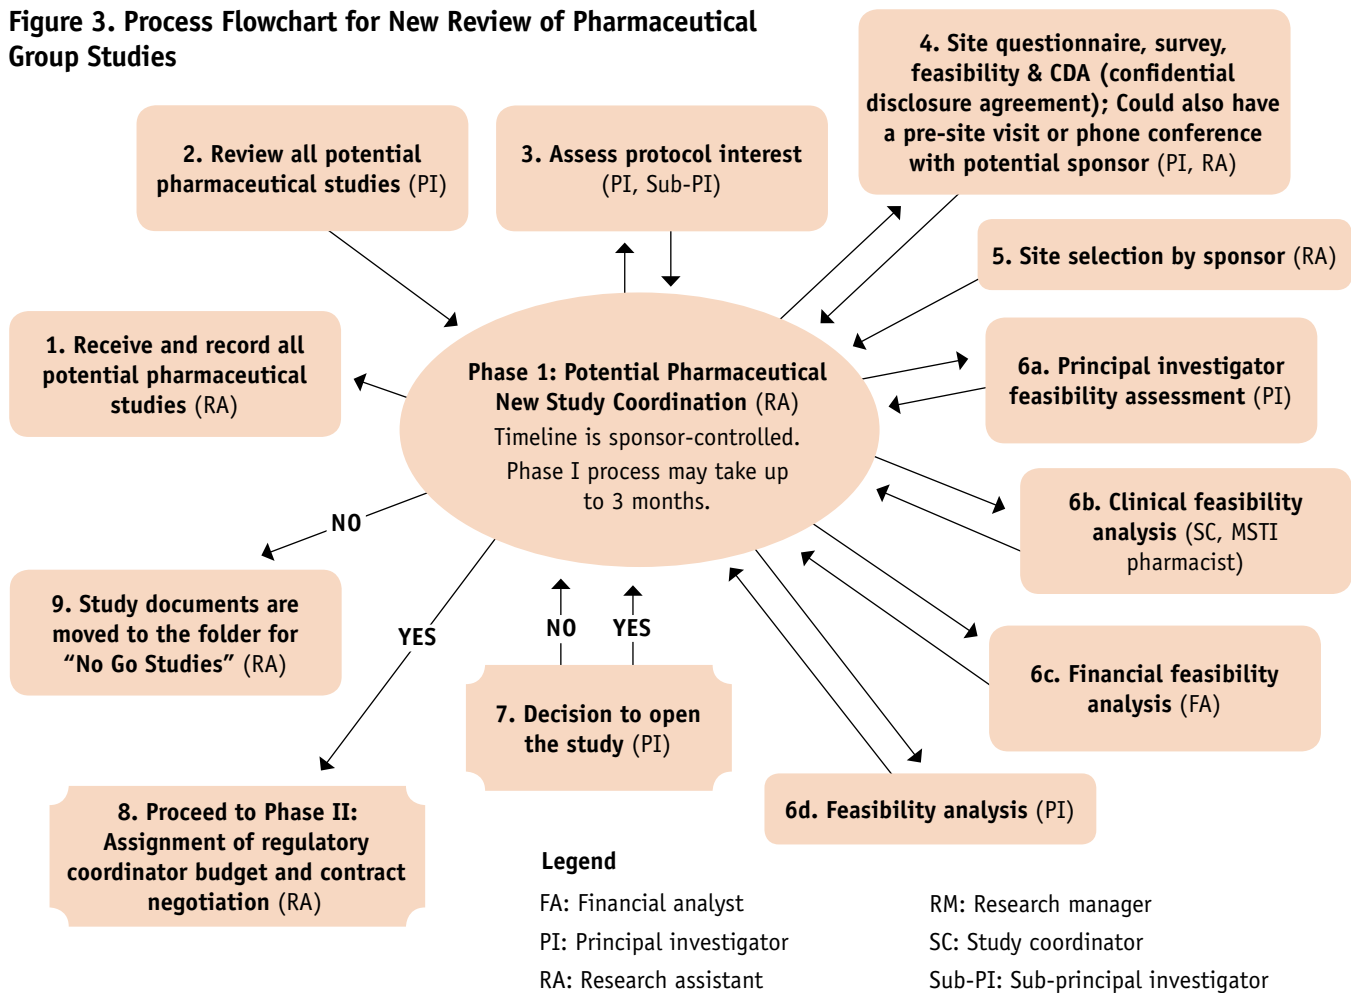 Figure 3. Process Flowchart for New Review of Pharmaceutical
Group Studies
4. Site questionnaire, survey,
feasibility & CDA (confidential
disclosure agreement); Could also have
a pre-site visit or phone conference
with potential sponsor (PI, RA)
2. Review all potential
pharmaceutical studies (PI)
3. Assess protocol interest
(PI, Sub-PI)
5. Site selection by sponsor (RA)
1. Receive and record all
potential pharmaceutical
studies (RA)
Phase 1: Potential Pharmaceutical
New Study Coordination (RA)
Timeline is sponsor-controlled.
Phase I process may take up
to 3 months.
6a. Principal investigator
feasibility assessment (PI)
6b. Clinical feasibility
analysis (SC, MSTI
pharmacist)
NO
9. Study documents are
moved to the folder for
“No Go Studies” (RA)
YES
NO
YES
6c. Financial feasibility
analysis (FA)
7. Decision to open
the study (PI)
6d. Feasibility analysis (PI)
8. Proceed to Phase II:
Assignment of regulatory
coordinator budget and contract
negotiation (RA)
Legend
FA: Financial analyst
PI: Principal investigator
RA: Research assistant
RM: Research manager
SC: Study coordinator
Sub-PI: Sub-principal investigator